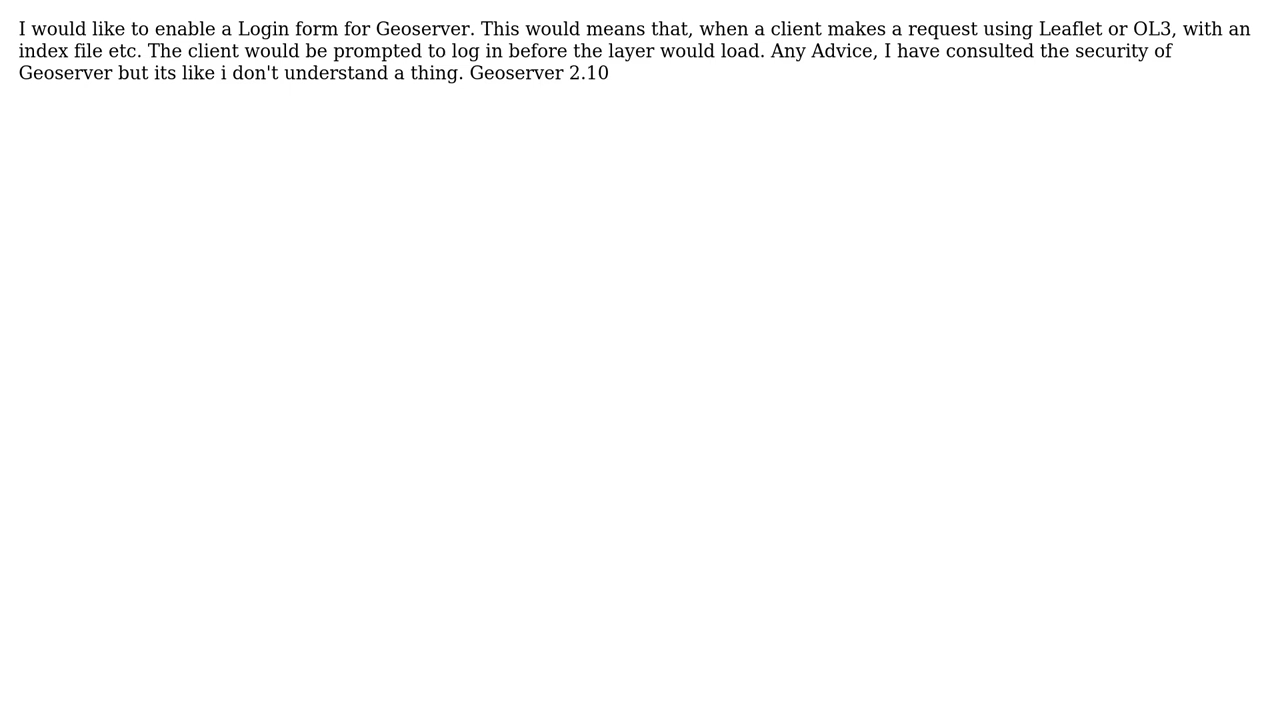 I would like to enable a Login form for Geoserver. This would means that, when a client makes a request using Leaflet or OL3, with an
index file etc. The client would be prompted to log in before the layer would load. Any Advice, I have consulted the security of
Geoserver but its like i don't understand a thing. Geoserver 2.10